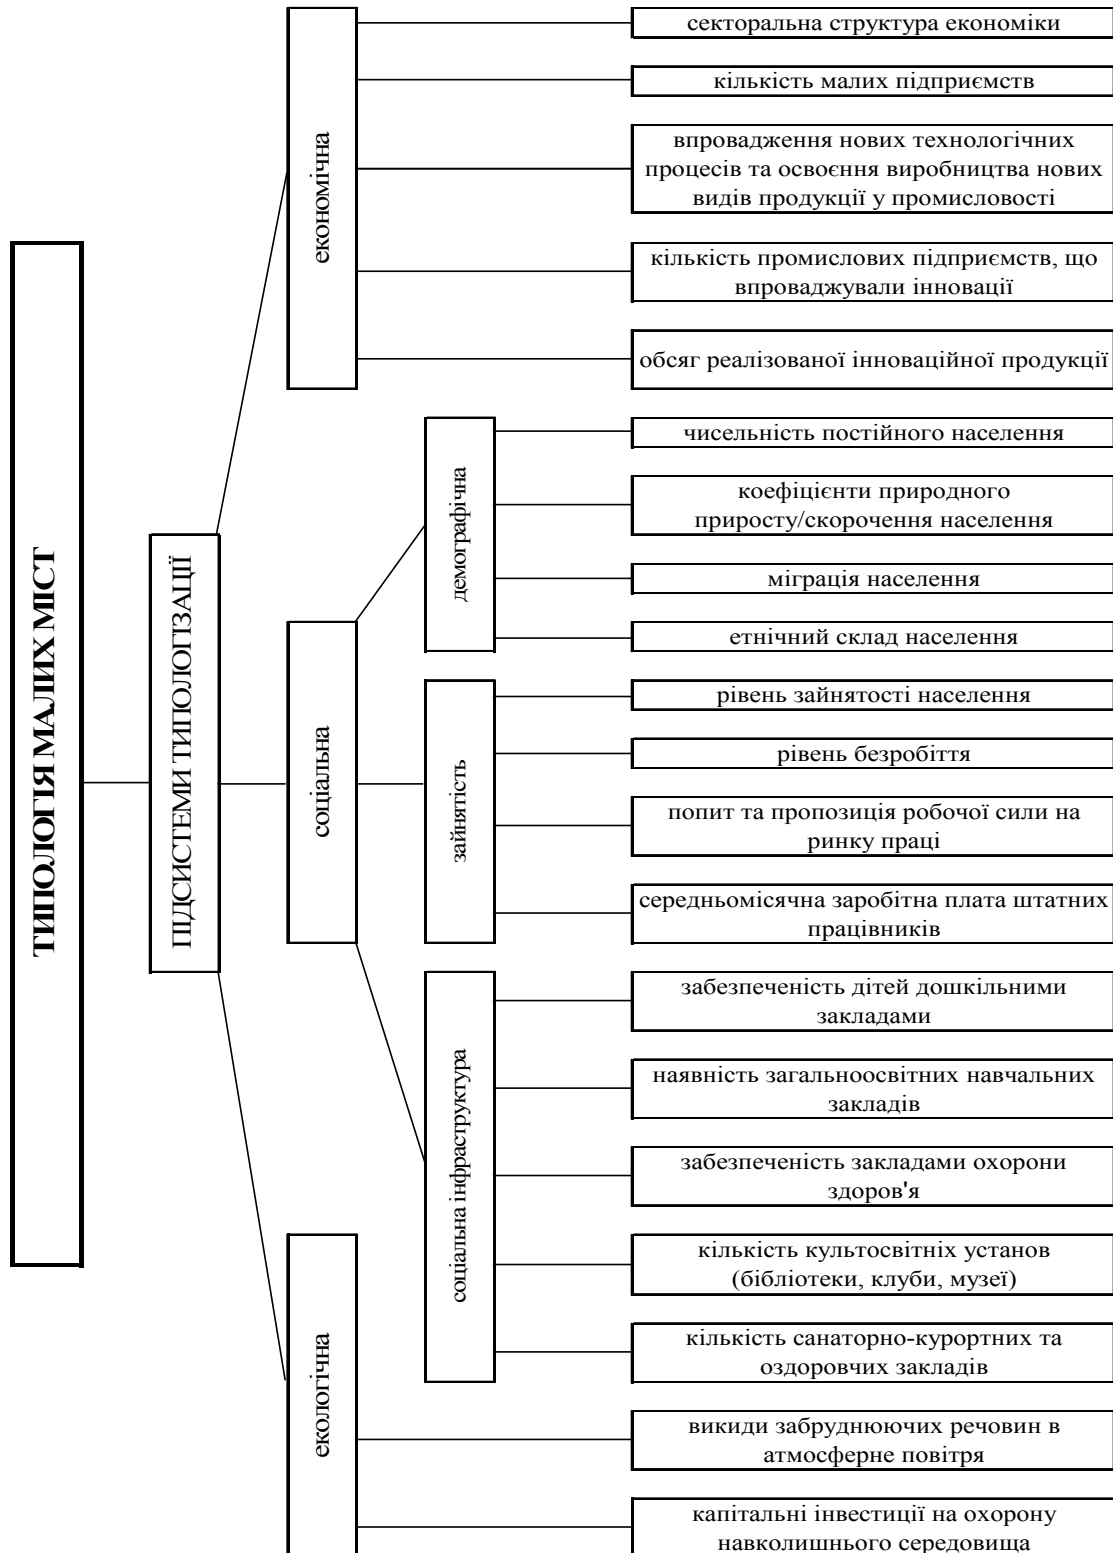 ТИПОЛОГІЯ МАЛИХ МІСТ
ПІДСИСТЕМИ ТИПОЛОГІЗАЦІЇ
економічна
секторальна структура економіки
кількість малих підприємств
впровадження нових технологічних
процесів та освоєння виробництва нових
видів продукції у промисловості
кількість промислових підприємств, що
впроваджували інновації
обсяг реалізованої інноваційної продукції
соціальна
демографічна
чисельність постійного населення
коефіцієнти природного
приросту/скорочення населення
міграція населення
етнічний склад населення
зайнятість
рівень зайнятості населення
рівень безробіття
попит та пропозиція робочої сили на
ринку праці
середньомісячна заробітна плата штатних
працівників
соціальна інфраструктура
забезпеченість дітей дошкільними
закладами
наявність загальноосвітних навчальних
закладів
забезпеченість закладами охорони
здоров'я
кількість культосвітніх установ
(бібліотеки, клуби, музеї)
кількість санаторно-курортних та
оздоровчих закладів
екологічна
викиди забруднюючих речовин в
атмосферне повітря
капітальні інвестиції на охорону
навколишнього середовища